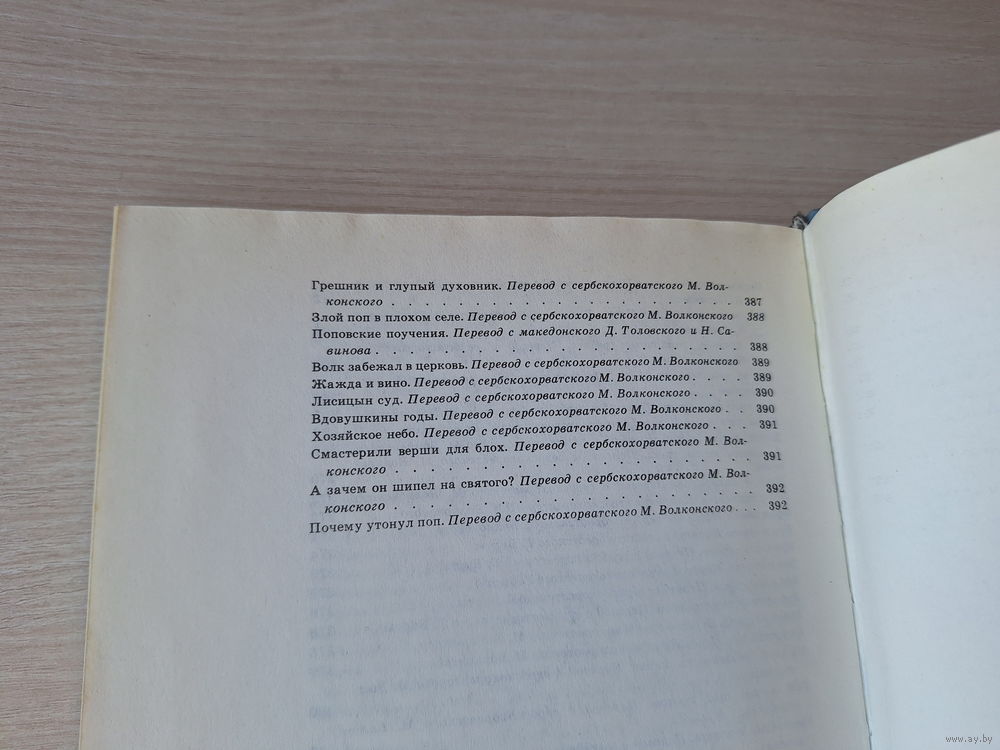 Грешник и глупый духовник. Перевод с сербскохорватского М. Вол-
конского . . . . . . . . . . . . . . . . . . . . . 387
Злой поп в плохом селе. Перевод с сербскохорватского М. Волконского 388
Поповские поучения. Перевод с македонского Д. Толовского и Н. Са-
винова . . . . . . . . . . . . . . . . . . . . . . 388
Волк забежал в церковь. Перевод с сербскохорватского М. Волконского 389
Жажда и вино. Перевод с сербскохорватского М. Волконского . . . . 389
Лисицын суд. Перевод с сербскохорватского М. Волконского . . . . 390
Вдовушкины годы. Перевод с сербскохорватского М. Волконского . . 390
Хозяйское небо. Перевод с сербскохорватского М. Волконского . . . 391
Смастерили верши для блох. Перевод с сербскохорватского М. Вол-
конского . . . . . . . . . . . . . . . . . . . . . 391
А зачем он шипел на святого? Перевод с сербскохорватского М. Вол-
конского . . . . . . . . . . . . . . . . . . . . . 392
Почему утонул поп. Перевод с сербскохорватского М. Волконского . . . 392
www.ay.by